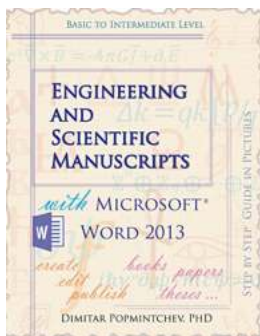 BASIC TO INTERMEDIATE LEVEL
ENGINEERING
AND
SCIENTIFIC
MANUSCRIPTS
with MICROSOFT®
W WORD 2013
create
edit
publish
books papers
theses ...
STEP BY STEP GUIDE IN PICTURES
DIMITAR POPMINTCHEV, PHD